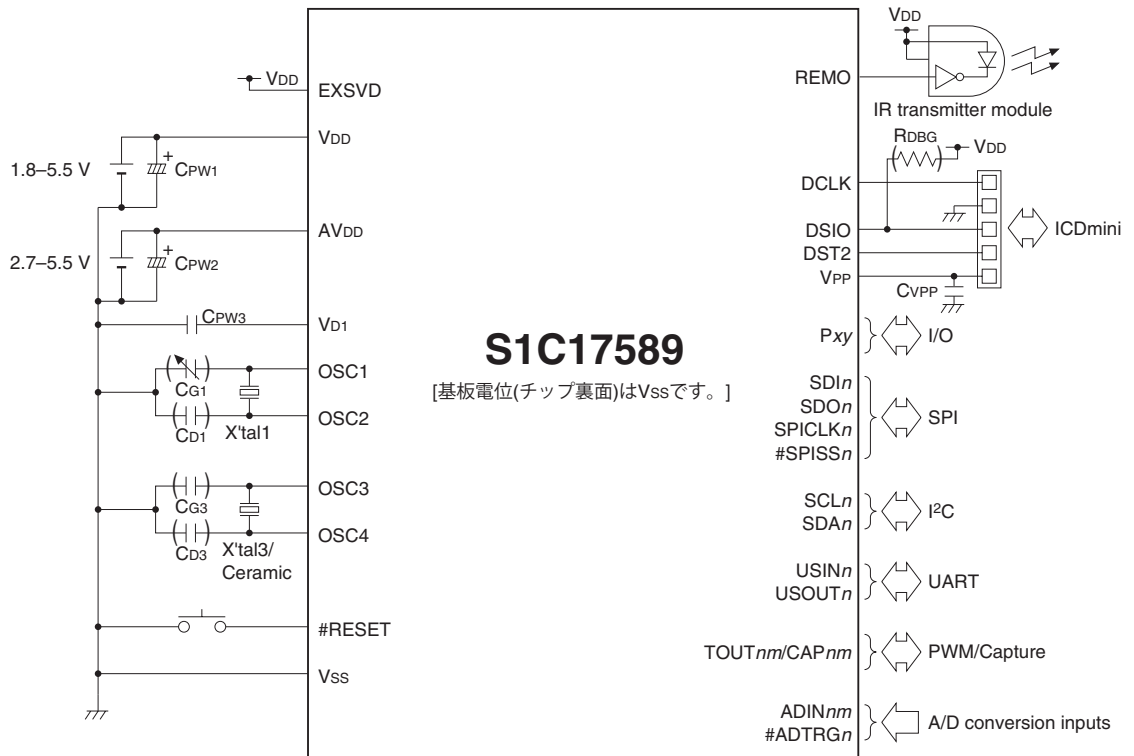 VDD
EXSVD
VDD
1.8–5.5 V
+
CPW1
AVDD
2.7–5.5 V
+
CPW2
CPW3
VD1
OSC1
CG1
OSC2
CD1
X'tal1
OSC3
CG3
OSC4
CD3
X'tal3/
Ceramic
#RESET
VSS
S1C17589
[基板電位(チップ裏面)はVSSです。]
VDD
REMO
IR transmitter module
RDBG
VDD
DCLK
DSIO
ICDmini
DST2
VPP
CVPP
Pxy
I/O
SDIn
SDOn
SPICLKn
#SPISSn
SPI
SCLn
SDAn
I2C
USINn
USOUTn
UART
TOUTnm/CAPnm
PWM/Capture
ADINnm
#ADTRGn
A/D conversion inputs